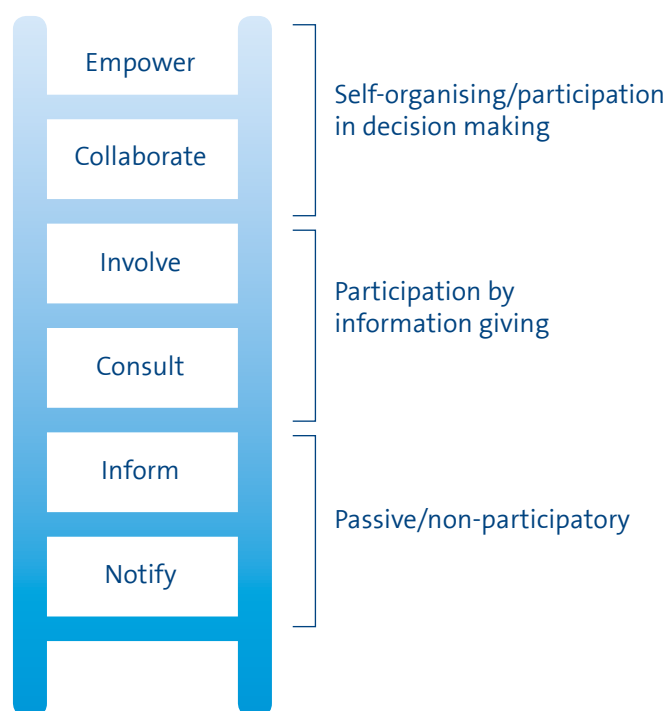 Empower
Self-organising/participation
in decision making
Collaborate
Involve
Participation by
information giving
Consult
Inform
Passive/non-participatory
Notify